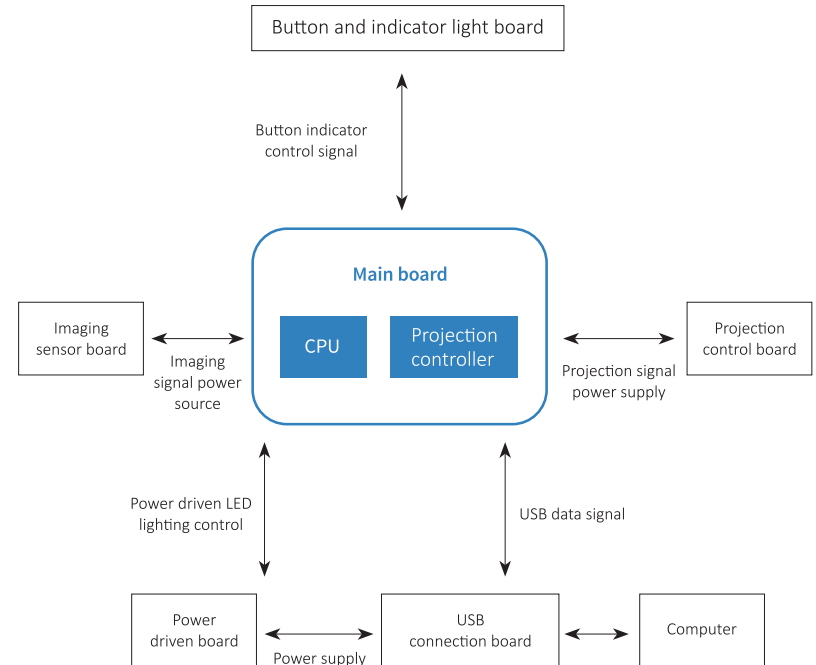 Button and indicator light board
Button indicator
control signal
Main board
CPU
Projection
controller
Imaging
sensor board
Imaging
signal power
source
Projection
control board
Projection signal
power supply
Power driven LED
lighting control
USB data signal
Power
driven board
Power supply
USB
connection board
Computer